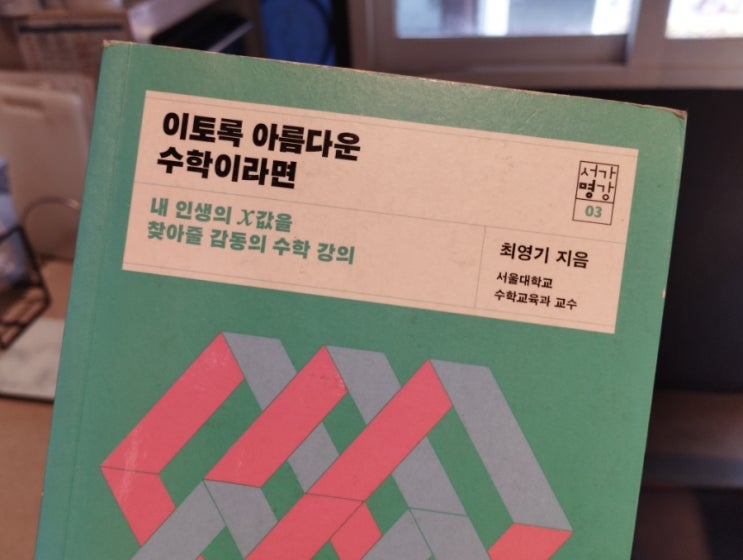 이토록 아름다운
수학이라면
내 인생의 x값을
찾아줄 감동의 수학 강의
서가
명강
03
최영기 지음
서울대학교
수학교육과 교수